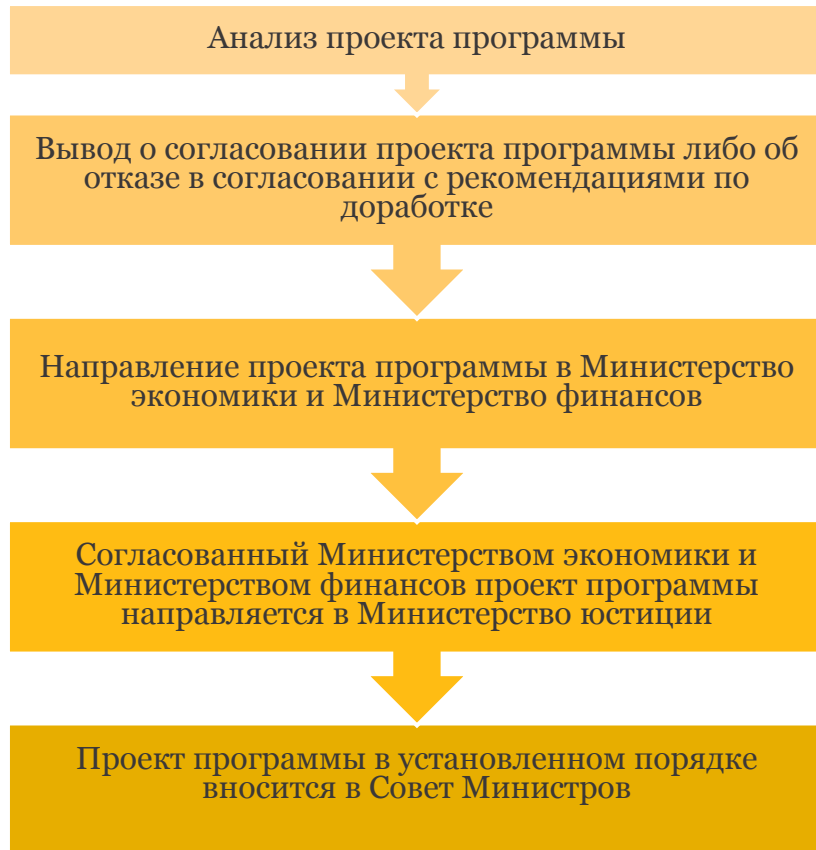 Анализ проекта программы
Вывод о согласовании проекта программы либо об
отказе в согласовании с рекомендациями по
доработке
Направление проекта программы в Министерство
экономики и Министерство финансов
Согласованный Министерством экономики и
Министерством финансов проект программы
направляется в Министерство юстиции
Проект программы в установленном порядке
вносится в Совет Министров